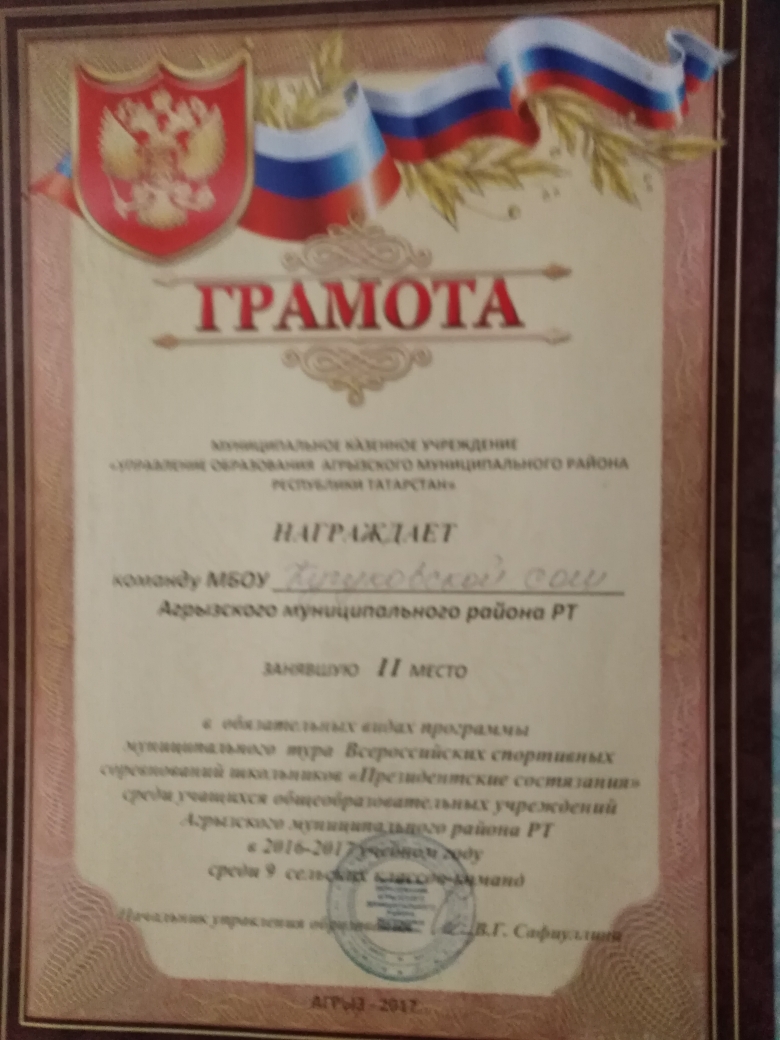 ГРАМОТА
МУНИЦИПАЛЬНОЕ КАЗЕННОЕ УЧРЕЖДЕНИЕ
«УПРАВЛЕНИЕ ОБРАЗОВАНИЯ АГРЫЗСКОГО МУНИЦИПАЛЬНОГО РАЙОНА
РЕСПУБЛИКИ ТАТАРСТАН»
НАГРАЖДАЕТ
команду МБОУ сош
Агрызского муниципального района РТ
ЗАНЯВШУЮ II МЕСТО
в обязательных видах программы
муниципального тура Всероссийских спортивных
соревнований школьников «Президентские состязания»
среди учащихся общеобразовательных учреждений
Агрызского муниципального района РТ
в 2016-2017 учебном году
среди 9 сельских классов-команд
Начальник управления образования В.Г. Сафиуллина
АГРЫЗ - 2017